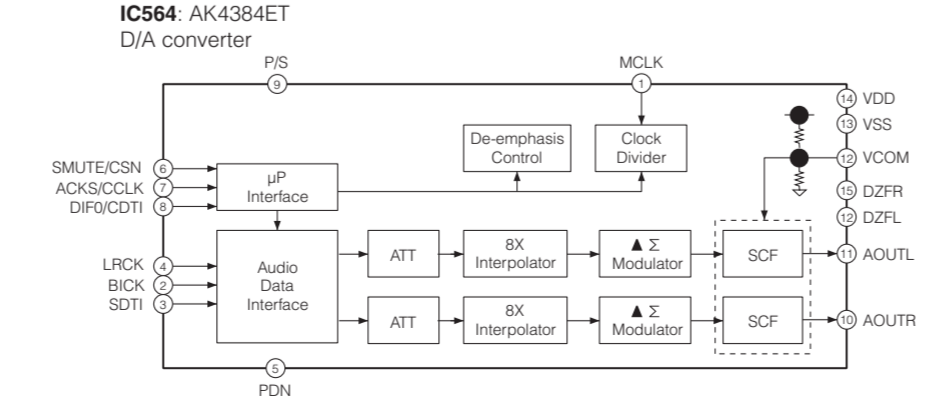 IC564: AK4384ET
D/A converter
P/S
9
MCLK
1
14 VDD
13 VSS
12 VCOM
15 DZFR
12 DZFL
11 AOUTL
10 AOUTR
SMUTE/CSN 6
ACKS/CCLK 7
DIF0/CDTI 8
LRCK 4
BICK 2
SDTI 3
µP
Interface
De-emphasis
Control
Clock
Divider
Audio
Data
Interface
ATT
8X
Interpolator
▲ Σ
Modulator
SCF
ATT
8X
Interpolator
▲ Σ
Modulator
SCF
5
PDN